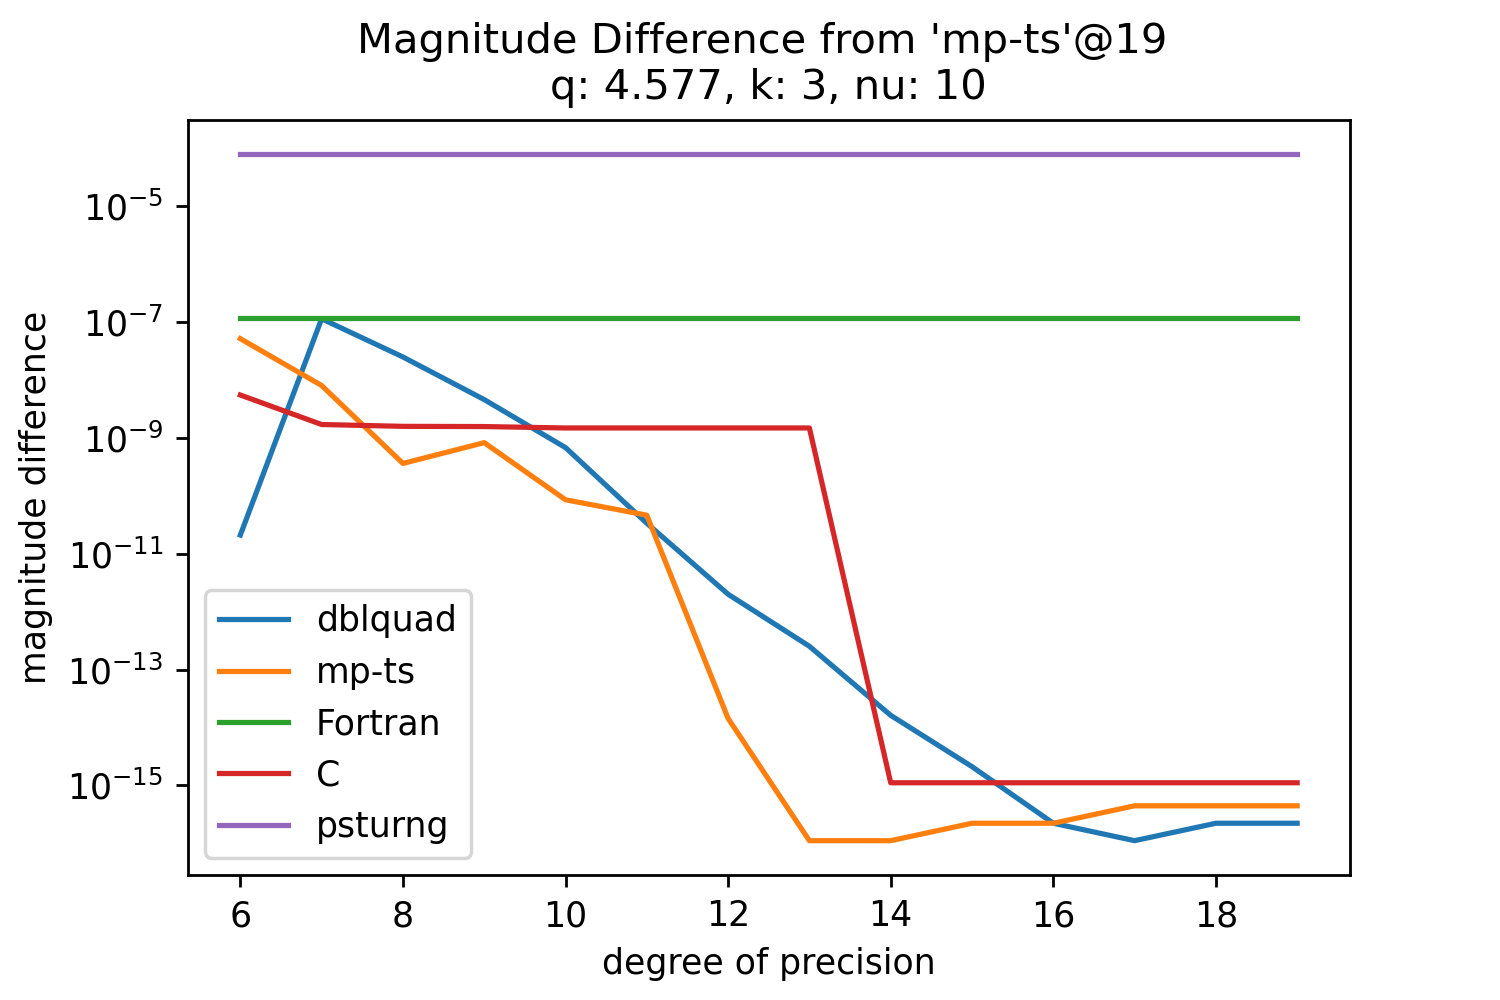 Magnitude Difference from 'mp-ts'@19
q: 4.577, k: 3, nu: 10
magnitude difference
10⁻⁵
10⁻⁷
10⁻⁹
10⁻¹¹
10⁻¹³
10⁻¹⁵
dblquad
mp-ts
Fortran
C
psturng
6 8 10 12 14 16 18
degree of precision